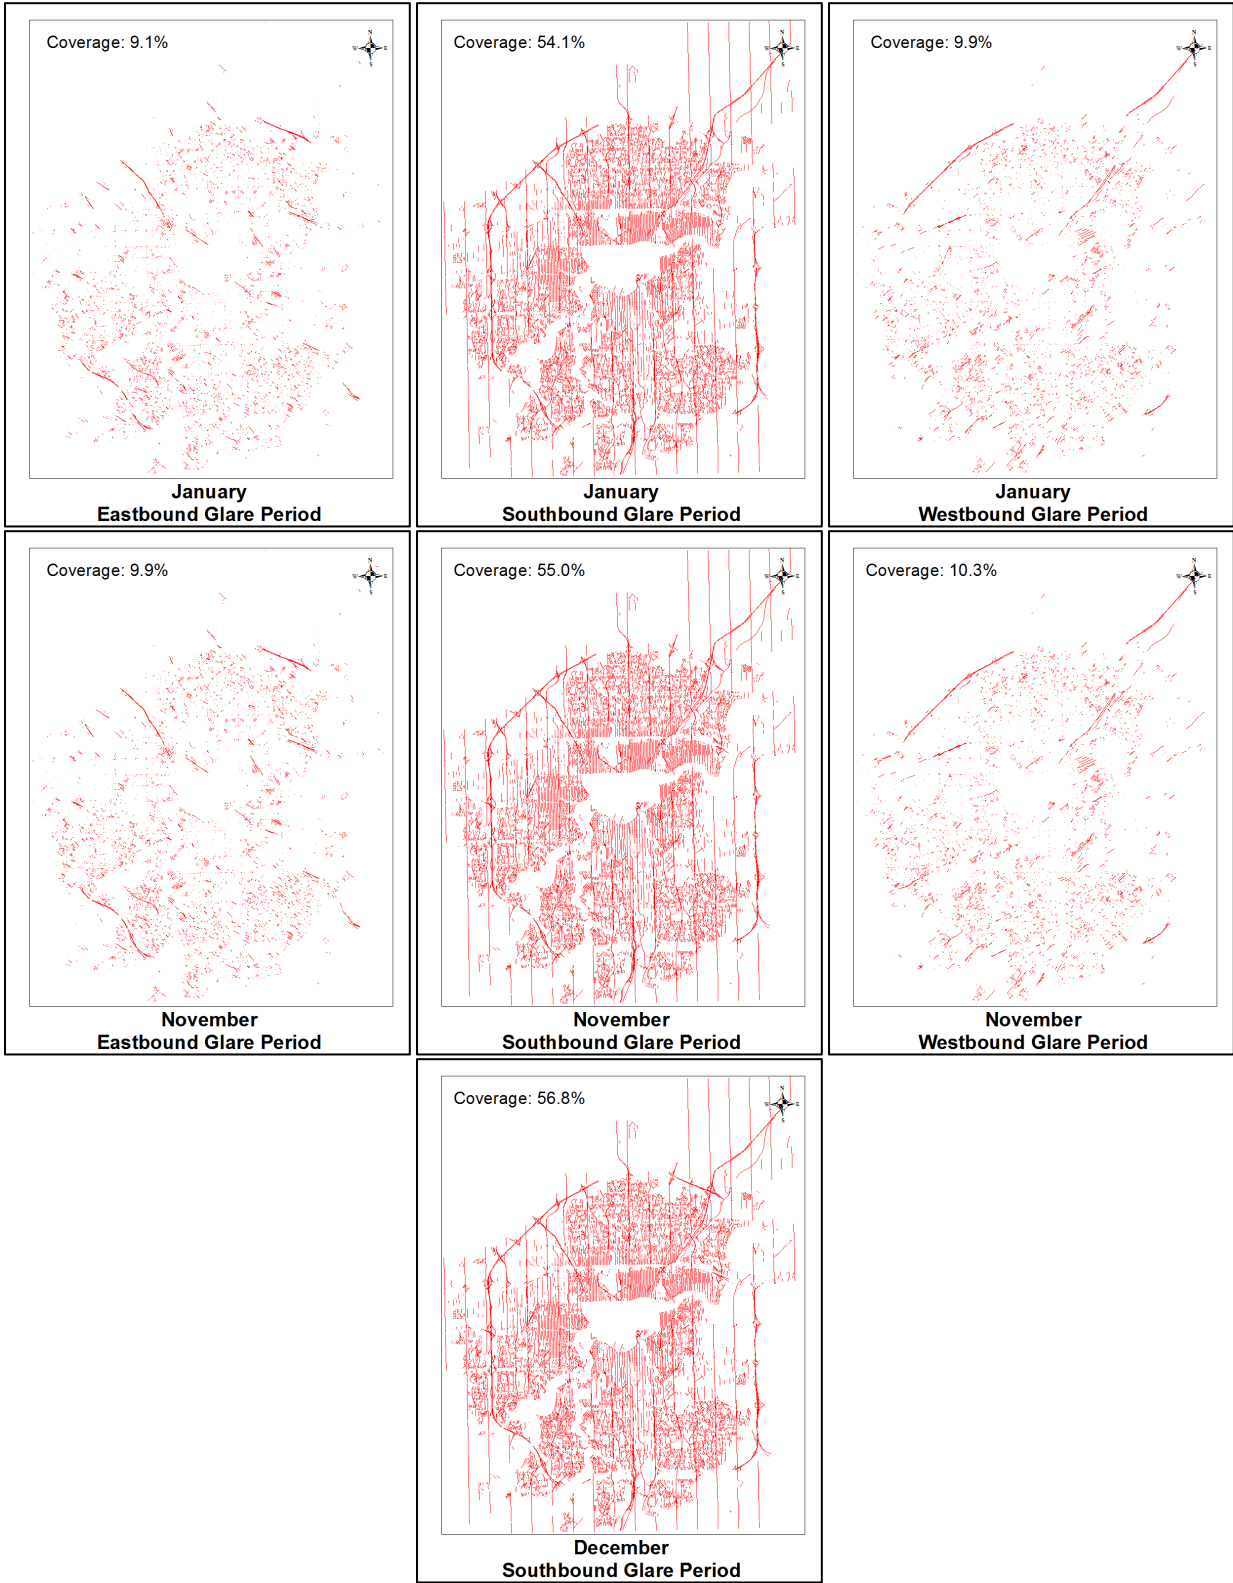 Coverage: 9.1%
N
W E
S
January
Eastbound Glare Period
Coverage: 54.1%
N
W E
S
January
Southbound Glare Period
Coverage: 9.9%
N
W E
S
January
Westbound Glare Period
Coverage: 9.9%
N
W E
S
November
Eastbound Glare Period
Coverage: 55.0%
N
W E
S
November
Southbound Glare Period
Coverage: 10.3%
N
W E
S
November
Westbound Glare Period
Coverage: 56.8%
N
W E
S
December
Southbound Glare Period